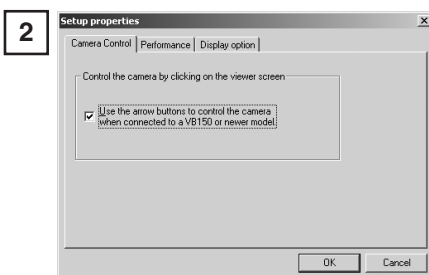 2
Setup properties
Camera Control Performance Display option
Control the camera by clicking on the viewer screen
Use the arrow buttons to control the camera
when connected to a VB150 or newer model.
OK Cancel